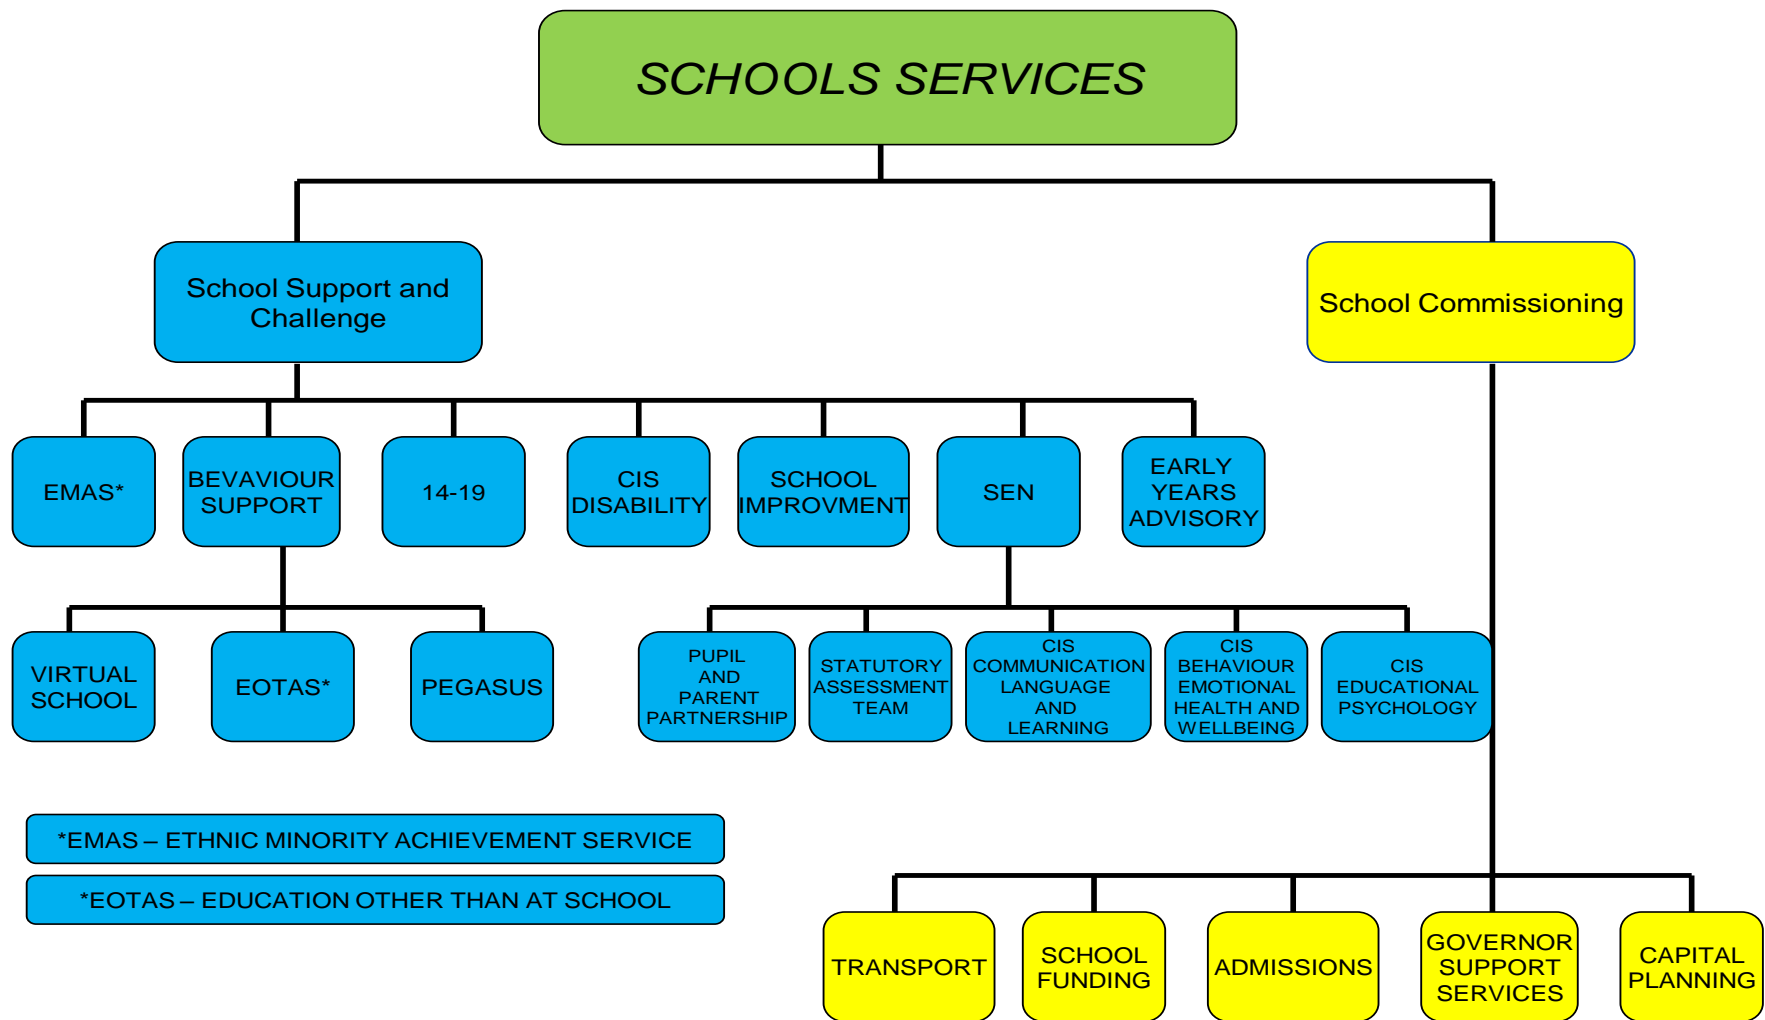 SCHOOLS SERVICES
School Support and
Challenge
School Commissioning
EMAS*
BEVAVIOUR
SUPPORT
14-19
CIS
DISABILITY
SCHOOL
IMPROVMENT
SEN
EARLY
YEARS
ADVISORY
VIRTUAL
SCHOOL
EOTAS*
PEGASUS
PUPIL
AND
PARENT
PARTNERSHIP
STATUTORY
ASSESSMENT
TEAM
CIS
COMMUNICATION
LANGUAGE
AND
LEARNING
CIS
BEHAVIOUR
EMOTIONAL
HEALTH AND
WELLBEING
CIS
EDUCATIONAL
PSYCHOLOGY
*EMAS – ETHNIC MINORITY ACHIEVEMENT SERVICE
*EOTAS – EDUCATION OTHER THAN AT SCHOOL
TRANSPORT
SCHOOL
FUNDING
ADMISSIONS
GOVERNOR
SUPPORT
SERVICES
CAPITAL
PLANNING